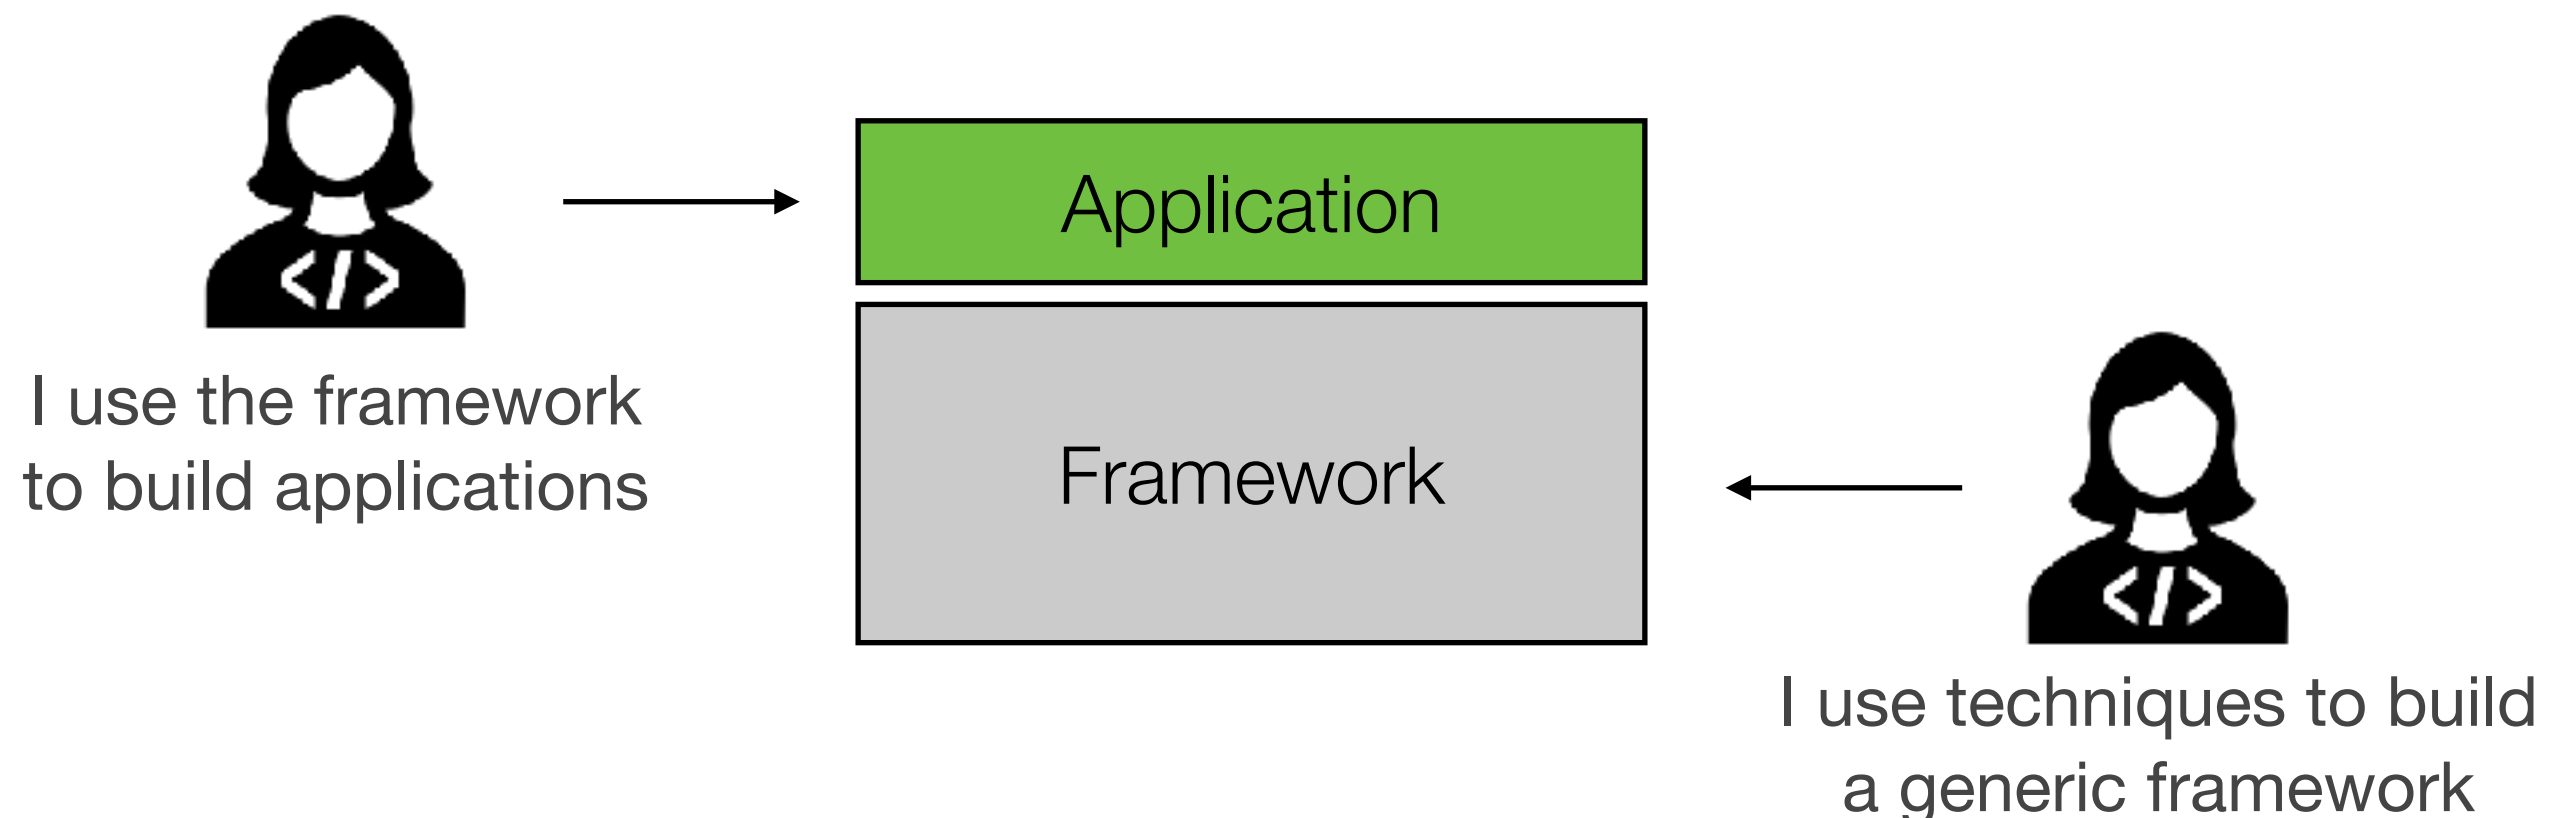 </>
Application
I use the framework
to build applications
Framework
</>
I use techniques to build
a generic framework